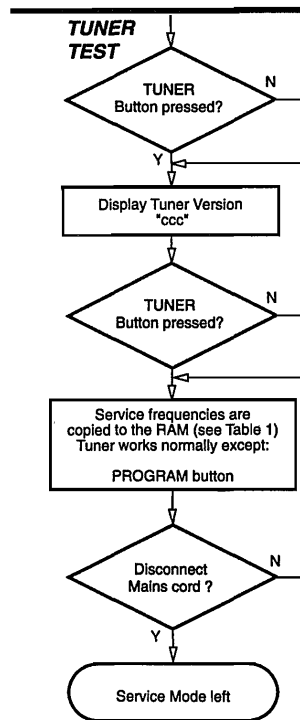 TUNER
TEST
TUNER
Button pressed?
N
Y
Display Tuner Version
"ccc"
TUNER
Button pressed?
N
Service frequencies are
copied to the RAM (see Table 1)
Tuner works normally except:
PROGRAM button
Disconnect
Mains cord ?
N
Y
Service Mode left